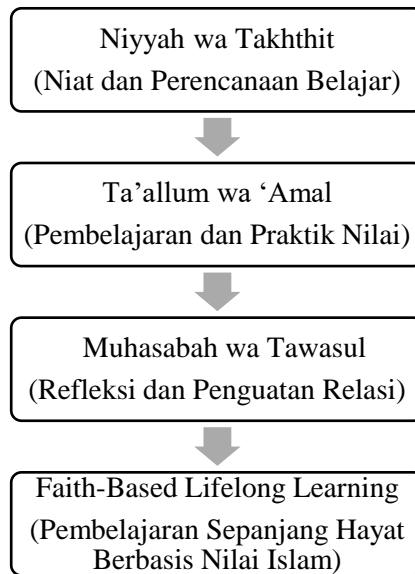 Niyyah wa Takhthit
(Niat dan Perencanaan Belajar)
Ta’allum wa ‘Amal
(Pembelajaran dan Praktik Nilai)
Muhasabah wa Tawasul
(Refleksi dan Penguatan Relasi)
Faith-Based Lifelong Learning
(Pembelajaran Sepanjang Hayat
Berbasis Nilai Islam)